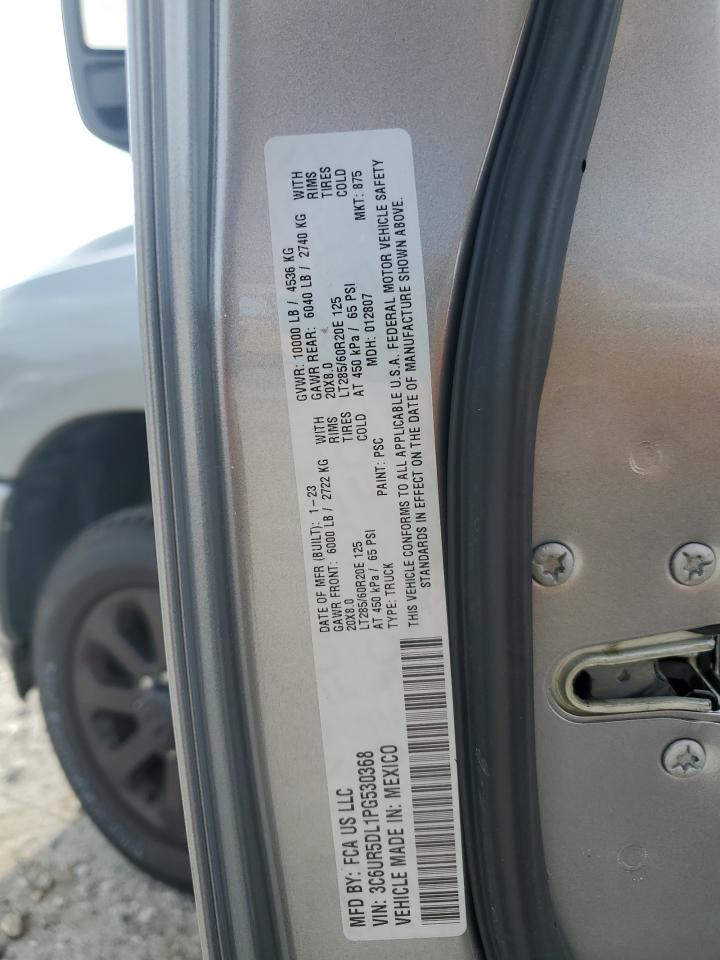 MFD BY: FCA US LLC
VIN: 3C6UR5DL1PG530368
VEHICLE MADE IN: MEXICO
DATE OF MFR (BUILT): 1-23
GAWR FRONT: 6000 LB / 2722 KG WITH
20X8.0 RIMS
LT285/60R20E 125 TIRES
AT 450 kPa / 65 PSI COLD
TYPE: TRUCK PAINT: PSC
GVWR: 10000 LB / 4536 KG
GAWR REAR: 6040 LB / 2740 KG WITH
20X8.0 RIMS
LT285/60R20E 125 TIRES
AT 450 kPa / 65 PSI COLD
MDH: 012807 MKT: 875
THIS VEHICLE CONFORMS TO ALL APPLICABLE U.S.A. FEDERAL MOTOR VEHICLE SAFETY
STANDARDS IN EFFECT ON THE DATE OF MANUFACTURE SHOWN ABOVE.